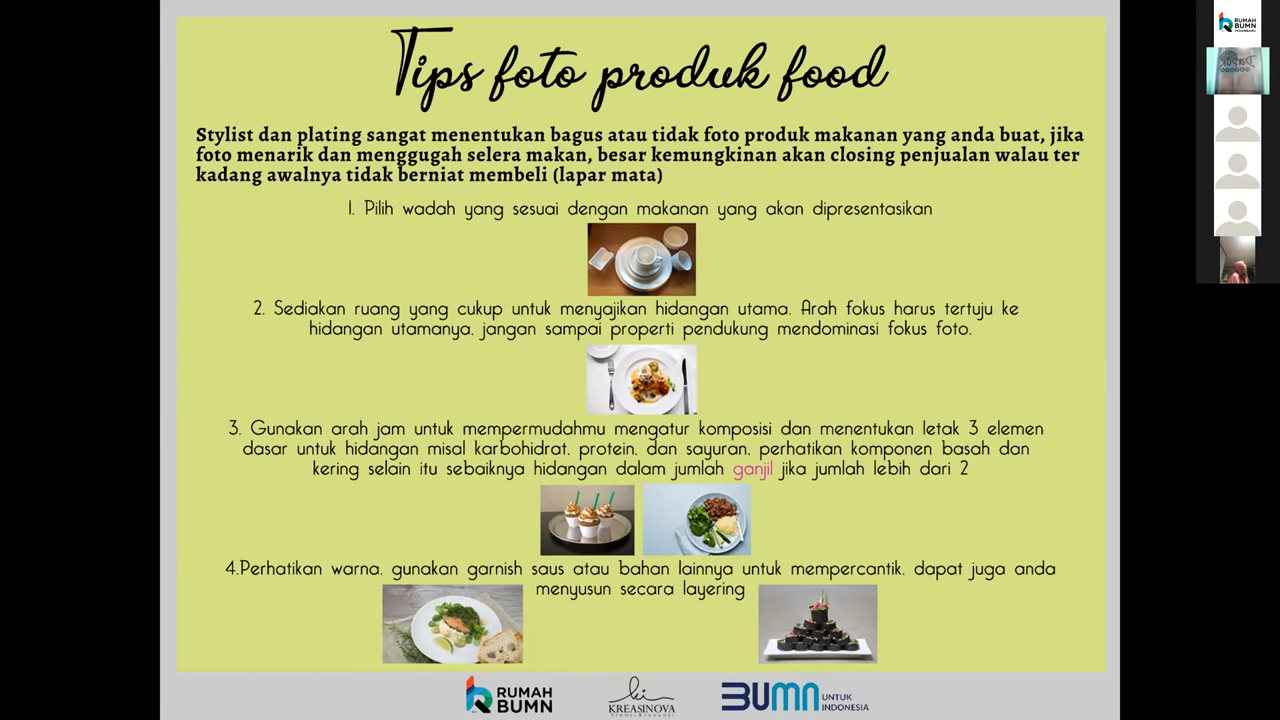 Tips foto produk food
Stylist dan plating sangat menentukan bagus atau tidak foto produk makanan yang anda buat, jika
foto menarik dan menggugah selera makan, besar kemungkinan akan closing penjualan walau ter
kadang awalnya tidak berniat membeli (lapar mata)
1. Pilih wadah yang sesuai dengan makanan yang akan dipresentasikan
2. Sediakan ruang yang cukup untuk menyajikan hidangan utama. Arah fokus harus tertuju ke
hidangan utamanya, jangan sampai properti pendukung mendominasi fokus foto.
3. Gunakan arah jam untuk mempermudahmu mengatur komposisi dan menentukan letak 3 elemen
dasar untuk hidangan misal karbohidrat, protein, dan sayuran, perhatikan komponen basah dan
kering selain itu sebaiknya hidangan dalam jumlah ganjil jika jumlah lebih dari 2
4.Perhatikan warna, gunakan garnish saus atau bahan lainnya untuk mempercantik, dapat juga anda
menyusun secara layering
RUMAH
BUMN
KREASINOVA
BUMN UNTUK
INDONESIA
RUMAH
BUMN
PEKANBARU